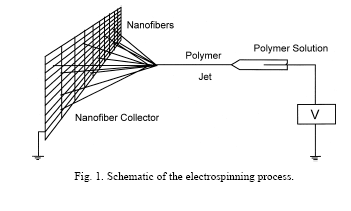 Nanofibers
Polymer Solution
Polymer
Jet
V
Nanofiber Collector
Fig. 1. Schematic of the electrospinning process.